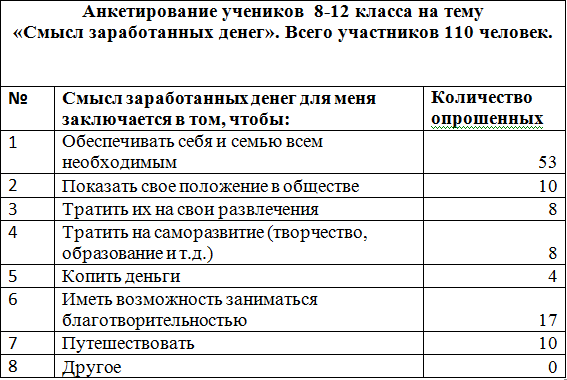 Анкетирование учеников 8-12 класса на тему
«Смысл заработанных денег». Всего участников 110 человек.
№ Смысл заработанных денег для меня заключается в том, чтобы: Количество опрошенных
1 Обеспечивать себя и семью всем необходимым 53
2 Показать свое положение в обществе 10
3 Тратить их на свои развлечения 8
4 Тратить на саморазвитие (творчество, образование и т.д.) 8
5 Копить деньги 4
6 Иметь возможность заниматься благотворительностью 17
7 Путешествовать 10
8 Другое 0